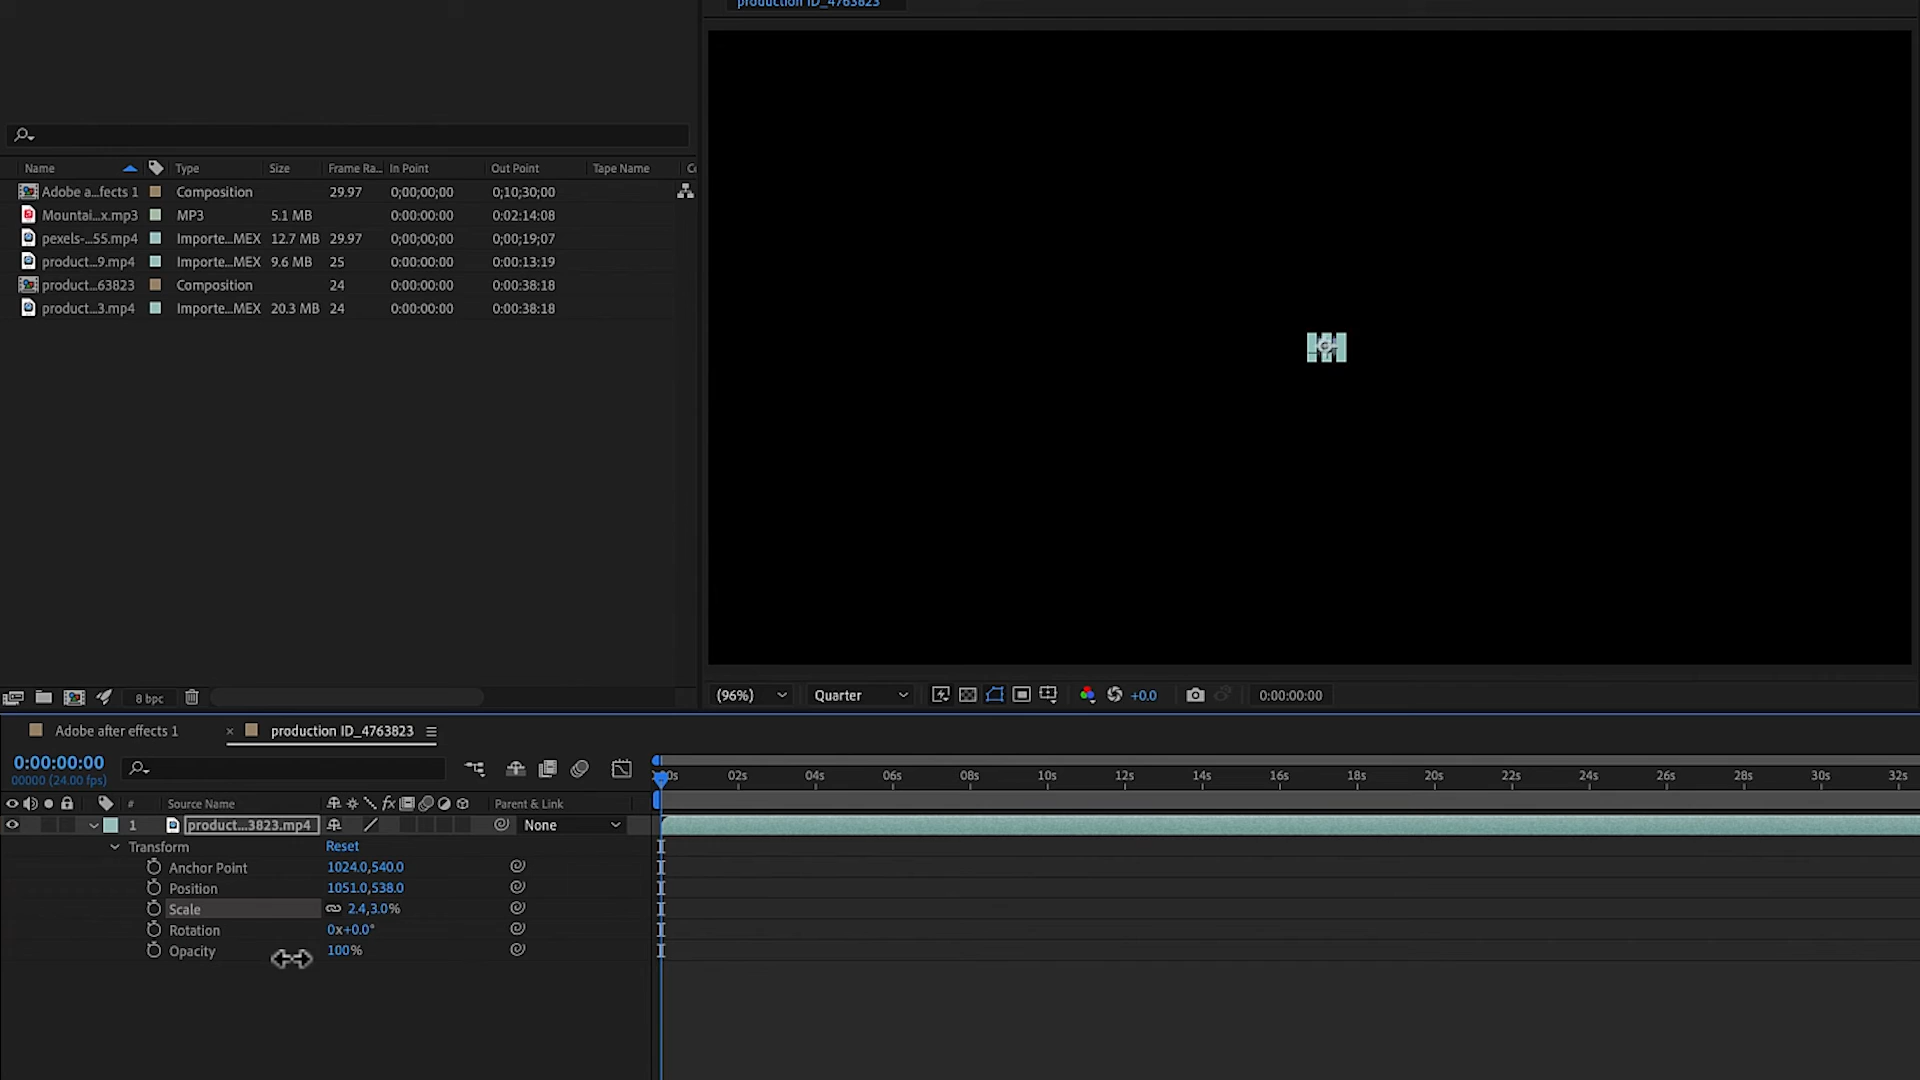 production ID_4763823
Name Type Size Frame Ra... In Point Out Point Tape Name
Adobe a...fects 1 Composition 29.97 0;00;00;00 0;10;30;00
Mountai...x.mp3 MP3 5.1 MB 0:00:00:00 0:02:14:08
pexels-...55.mp4 Importe...MEX 12.7 MB 29.97 0;00;00;00 0;00;19;07
product...9.mp4 Importe...MEX 9.6 MB 25 0:00:00:00 0:00:13:19
product...63823 Composition 24 0:00:00:00 0:00:38:18
product...3.mp4 Importe...MEX 20.3 MB 24 0:00:00:00 0:00:38:18
8 bpc
(96%) Quarter +0.0 0:00:00:00
Adobe after effects 1 × production ID_4763823
0:00:00:00
00000 (24.00 fps)
02s 04s 06s 08s 10s 12s 14s 16s 18s 20s 22s 24s 26s 28s 30s 32s
# Source Name fx Parent & Link
1 product...3823.mp4 None
Transform Reset
Anchor Point 1024.0,540.0
Position 1051.0,538.0
Scale 2.4,3.0%
Rotation 0x+0.0°
Opacity 100%